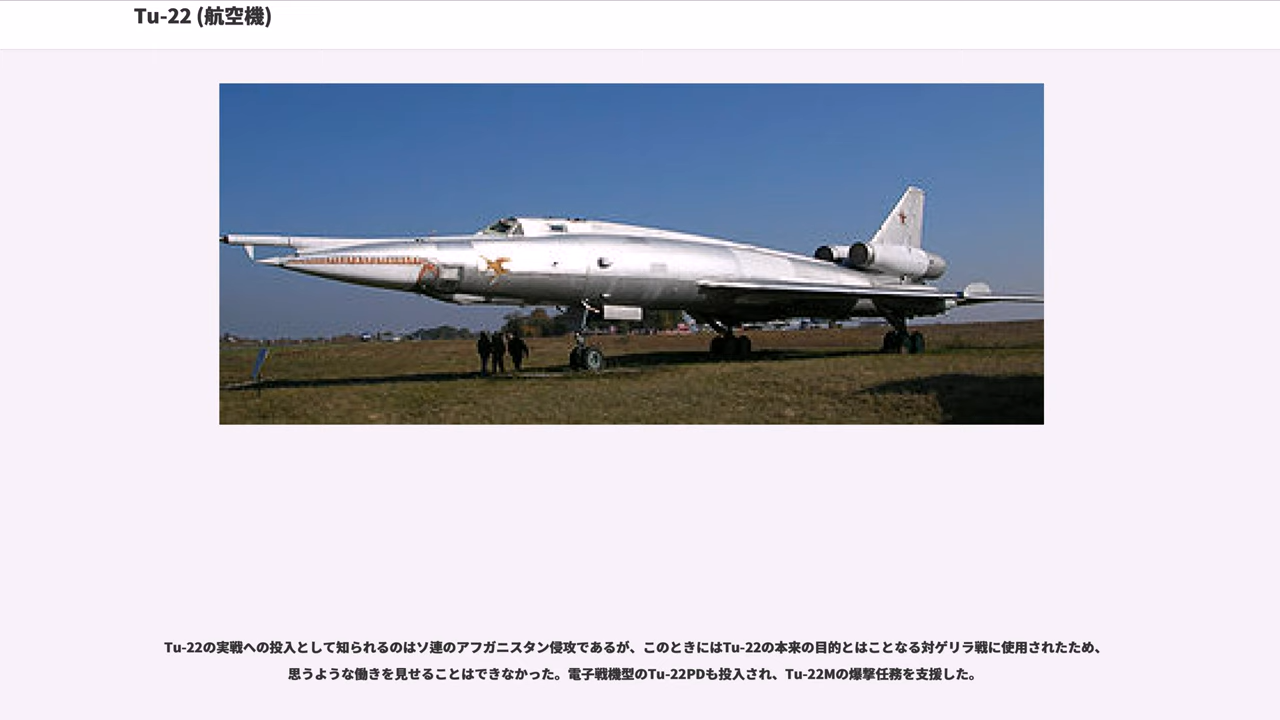 Tu-22 (航空機)
Tu-22の実戦への投入として知られるのはソ連のアフガニスタン侵攻であるが、このときにはTu-22の本来の目的とはことなる対ゲリラ戦に使用されたため、
思うような働きを見せることはできなかった。電子戦機型のTu-22PDも投入され、Tu-22Mの爆撃任務を支援した。